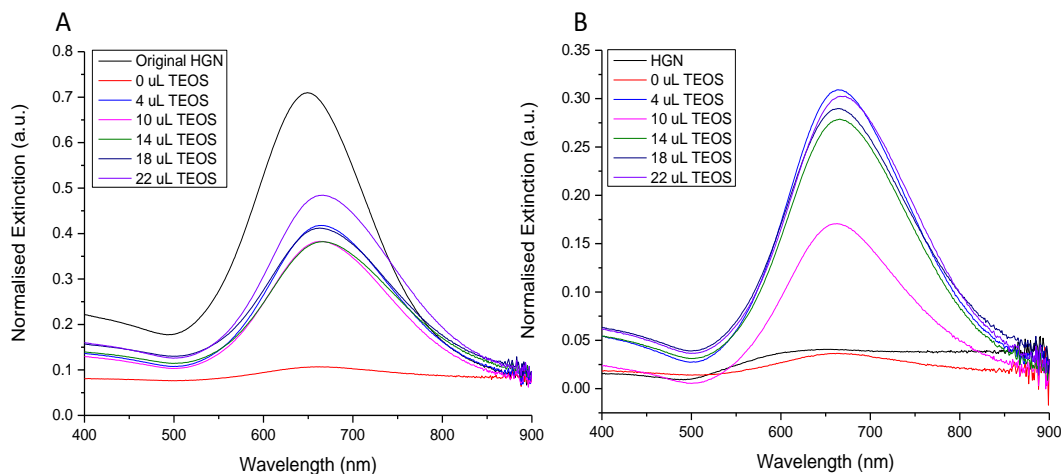 A
Original HGN
0 uL TEOS
4 uL TEOS
10 uL TEOS
14 uL TEOS
18 uL TEOS
22 uL TEOS
0.8
0.7
0.6
0.5
0.4
0.3
0.2
0.1
0.0
Normalised Extinction (a.u.)
400 500 600 700 800 900
Wavelength (nm)
B
HGN
0 uL TEOS
4 uL TEOS
10 uL TEOS
14 uL TEOS
18 uL TEOS
22 uL TEOS
0.35
0.30
0.25
0.20
0.15
0.10
0.05
0.00
Normalised Extinction (a.u.)
400 500 600 700 800 900
Wavelength (nm)